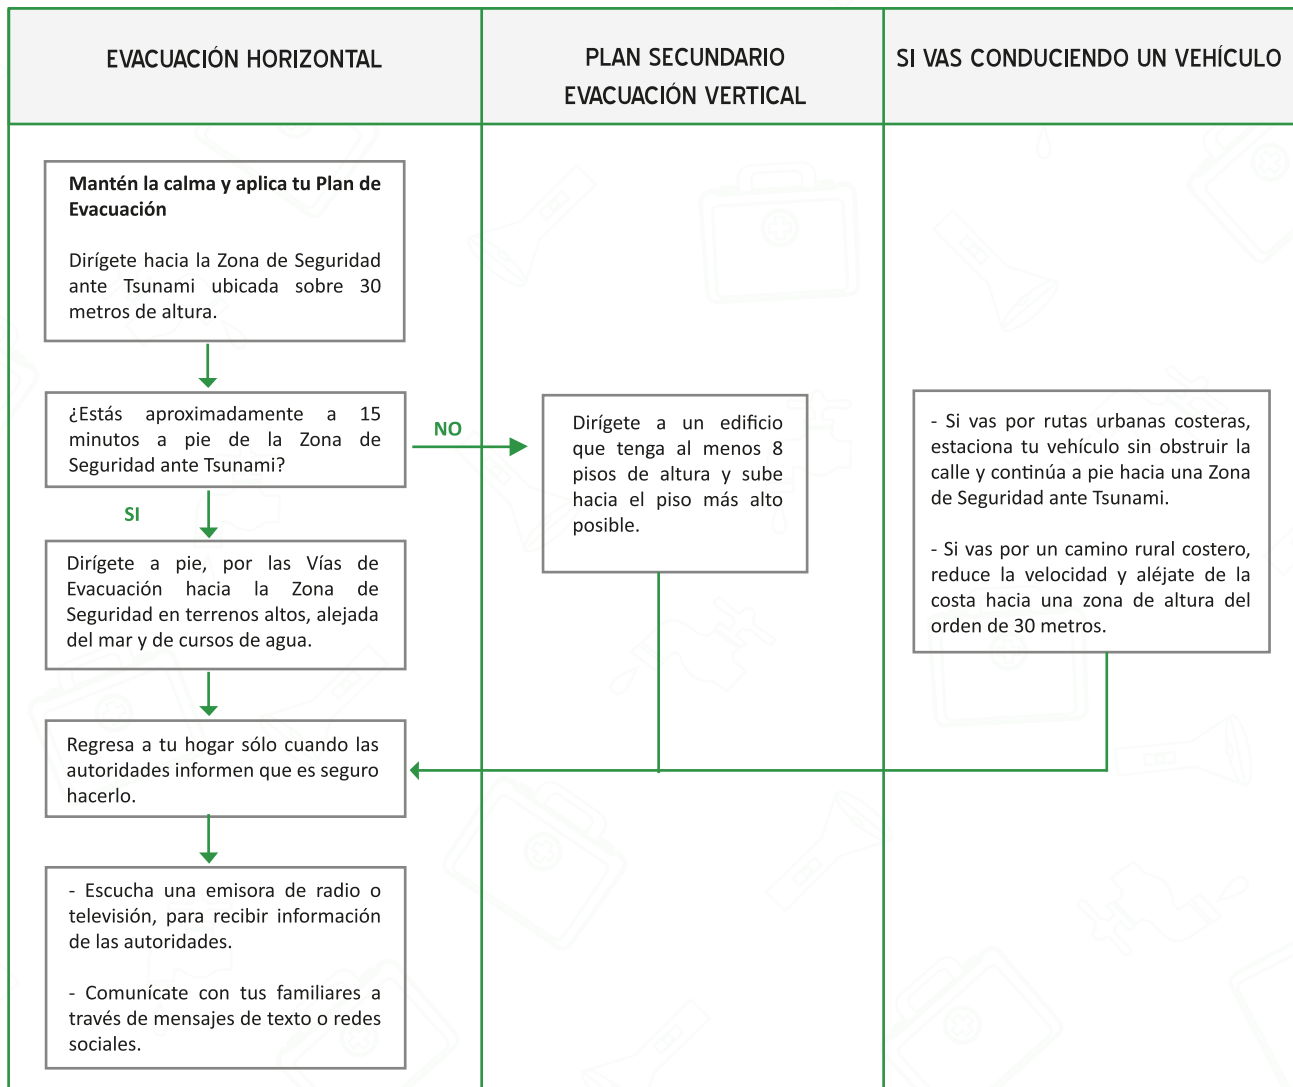 EVACUACIÓN HORIZONTAL
PLAN SECUNDARIO
EVACUACIÓN VERTICAL
SI VAS CONDUCIENDO UN VEHÍCULO
Mantén la calma y aplica tu Plan de
Evacuación
Dirígete hacia la Zona de Seguridad
ante Tsunami ubicada sobre 30
metros de altura.
¿Estás aproximadamente a 15
minutos a pie de la Zona de
Seguridad ante Tsunami?
NO
SI
Dirígete a pie, por las Vías de
Evacuación hacia la Zona de
Seguridad en terrenos altos, alejada
del mar y de cursos de agua.
Regresa a tu hogar sólo cuando las
autoridades informen que es seguro
hacerlo.
- Escucha una emisora de radio o
televisión, para recibir información
de las autoridades.
- Comunícate con tus familiares a
través de mensajes de texto o redes
sociales.
Dirígete a un edificio
que tenga al menos 8
pisos de altura y sube
hacia el piso más alto
posible.
- Si vas por rutas urbanas costeras,
estaciona tu vehículo sin obstruir la
calle y continúa a pie hacia una Zona
de Seguridad ante Tsunami.
- Si vas por un camino rural costero,
reduce la velocidad y aléjate de la
costa hacia una zona de altura del
orden de 30 metros.